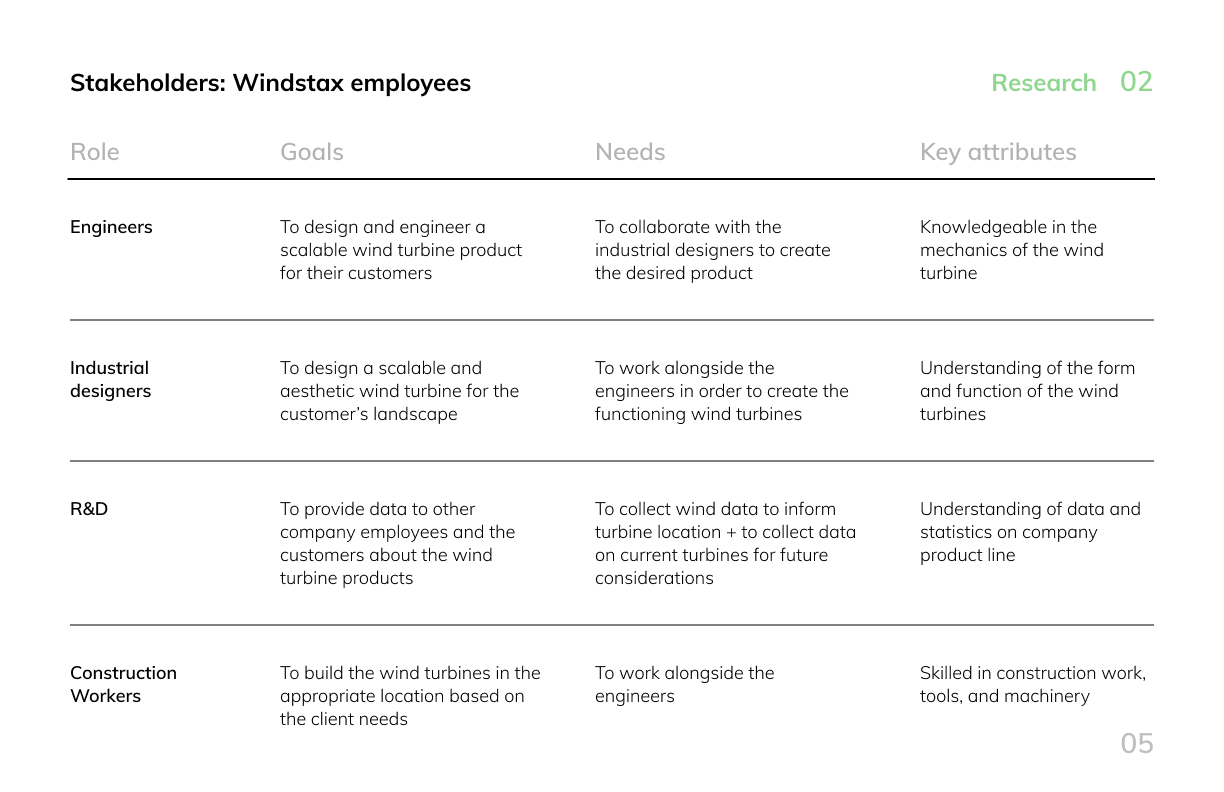 Stakeholders: Windstax employees
Research 02
Role Goals Needs Key attributes
Engineers
To design and engineer a
scalable wind turbine product
for their customers
To collaborate with the
industrial designers to create
the desired product
Knowledgeable in the
mechanics of the wind
turbine
Industrial
designers
To design a scalable and
aesthetic wind turbine for the
customer’s landscape
To work alongside the
engineers in order to create the
functioning wind turbines
Understanding of the form
and function of the wind
turbines
R&D
To provide data to other
company employees and the
customers about the wind
turbine products
To collect wind data to inform
turbine location + to collect data
on current turbines for future
considerations
Understanding of data and
statistics on company
product line
Construction
Workers
To build the wind turbines in the
appropriate location based on
the client needs
To work alongside the
engineers
Skilled in construction work,
tools, and machinery
05